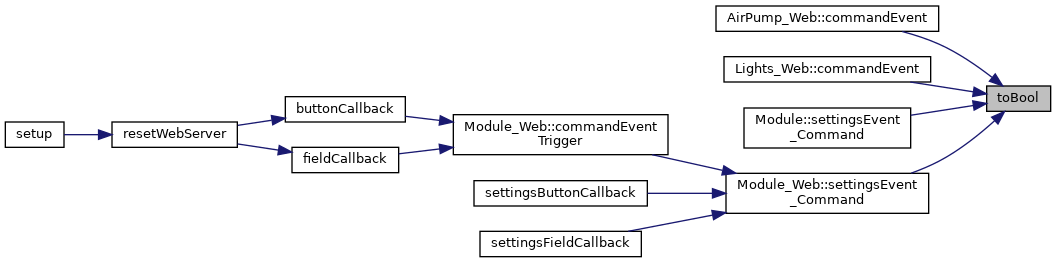 AirPump_Web::commandEvent
Lights_Web::commandEvent
toBool
buttonCallback
Module::settingsEvent
_Command
setup
resetWebServer
Module_Web::commandEvent
Trigger
fieldCallback
settingsButtonCallback
Module_Web::settingsEvent
_Command
settingsFieldCallback